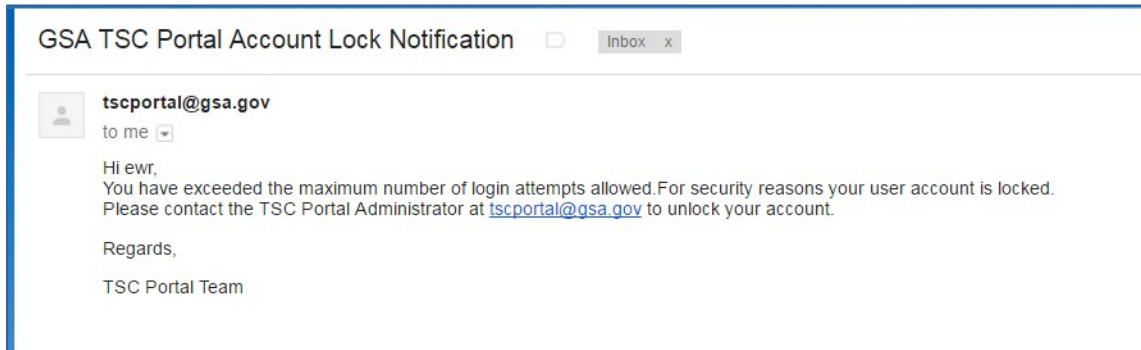 GSA TSC Portal Account Lock Notification Inbox x
tscportal@gsa.gov
to me
Hi ewr,
You have exceeded the maximum number of login attempts allowed.For security reasons your user account is locked.
Please contact the TSC Portal Administrator at tscportal@gsa.gov to unlock your account.
Regards,
TSC Portal Team